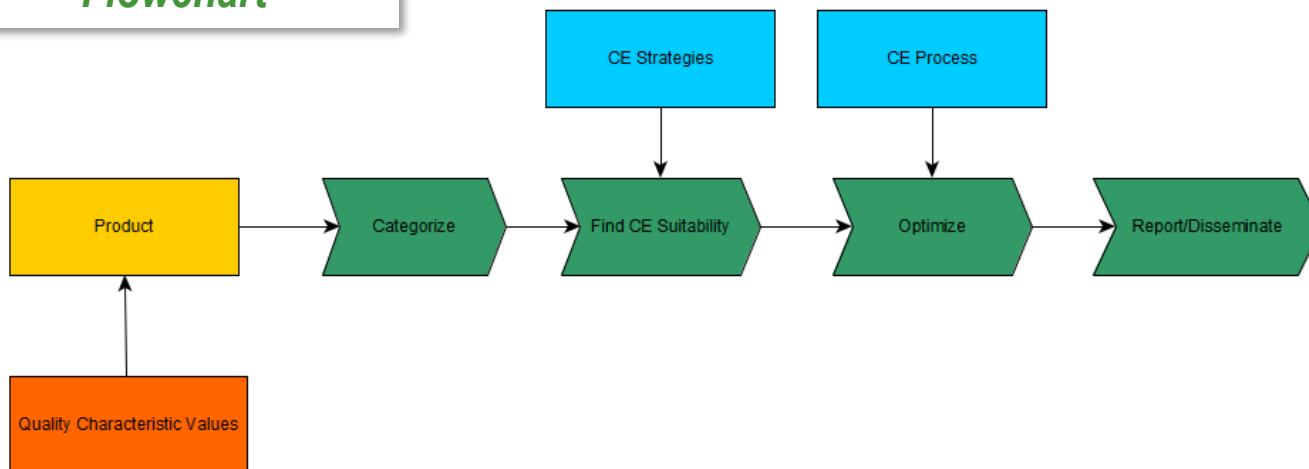 Flowchart
CE Strategies
CE Process
Product
Categorize
Find CE Suitability
Optimize
Report/Disseminate
Quality Characteristic Values